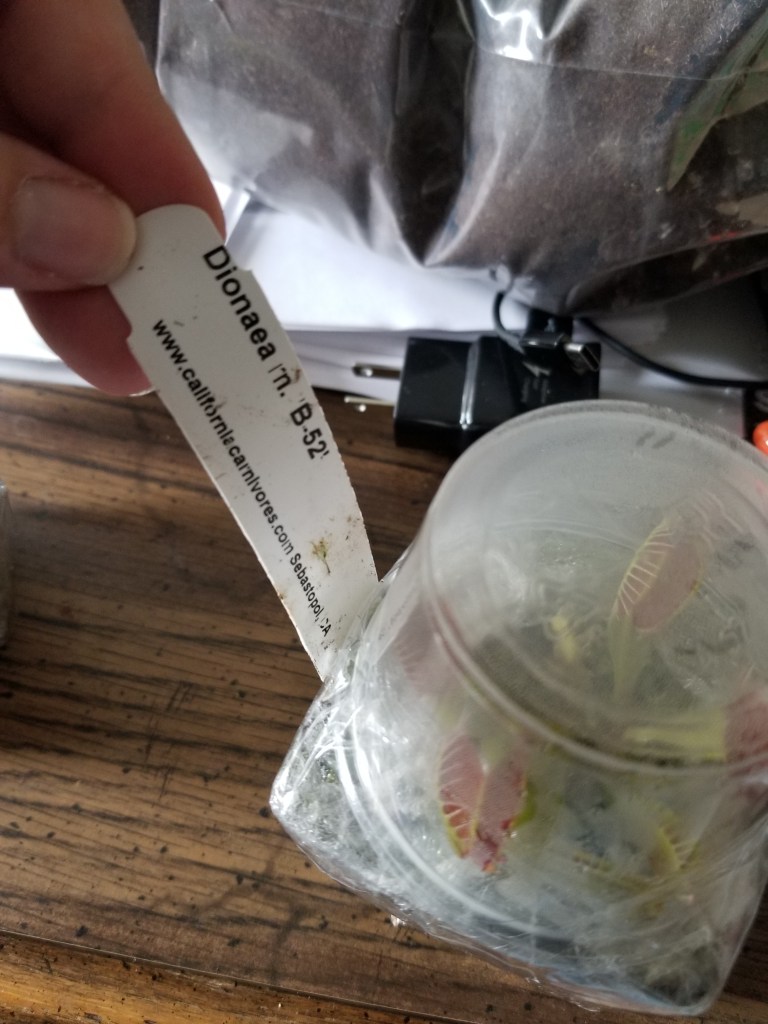 Dionaea m. 'B-52'
www.californiacarnivores.com Sebastopol, CA